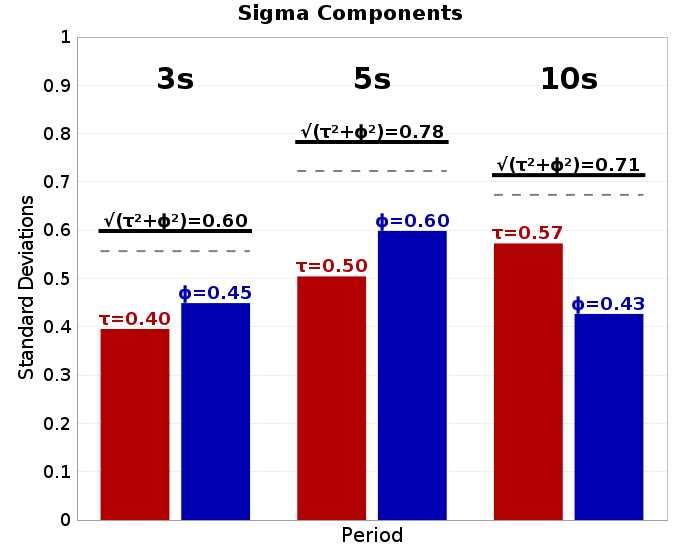 Sigma Components
Standard Deviations
1
0.9
0.8
0.7
0.6
0.5
0.4
0.3
0.2
0.1
0
3s
5s
10s
√(τ²+ϕ²)=0.60
√(τ²+ϕ²)=0.78
√(τ²+ϕ²)=0.71
τ=0.40
ϕ=0.45
τ=0.50
ϕ=0.60
τ=0.57
ϕ=0.43
Period